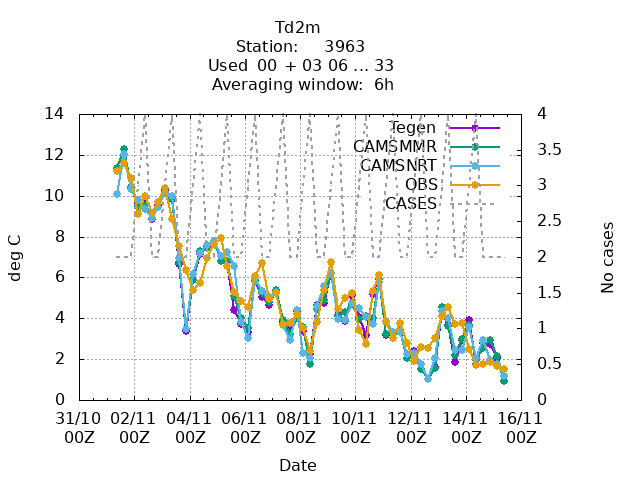 Td2m
Station: 3963
Used 00 + 03 06 ... 33
Averaging window: 6h
14 4
Tegen
CAMSMMR
CAMSNRT
OBS
CASES
12 3.5
10 3
8 2.5
2
6 1.5
4 1
2 0.5
0 0
deg C
No cases
31/10 02/11 04/11 06/11 08/11 10/11 12/11 14/11 16/11
00Z 00Z 00Z 00Z 00Z 00Z 00Z 00Z 00Z
Date